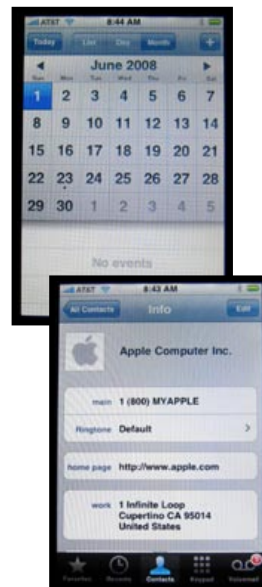 AT&T 8:44 AM
Today List Day Month +
June 2008
Sun Mon Tue Wed Thu Fri Sat
1 2 3 4 5 6 7
8 9 10 11 12 13 14
15 16 17 18 19 20 21
22 23 24 25 26 27 28
29 30 1 2 3 4 5
No events
AT&T 8:43 AM
All Contacts Info Edit
Apple Computer Inc.
main 1 (800) MYAPPLE
Ringtone Default
home page http://www.apple.com
work 1 Infinite Loop
Cupertino CA 95014
United States
Favorites Recents Contacts Keypad Voicemail